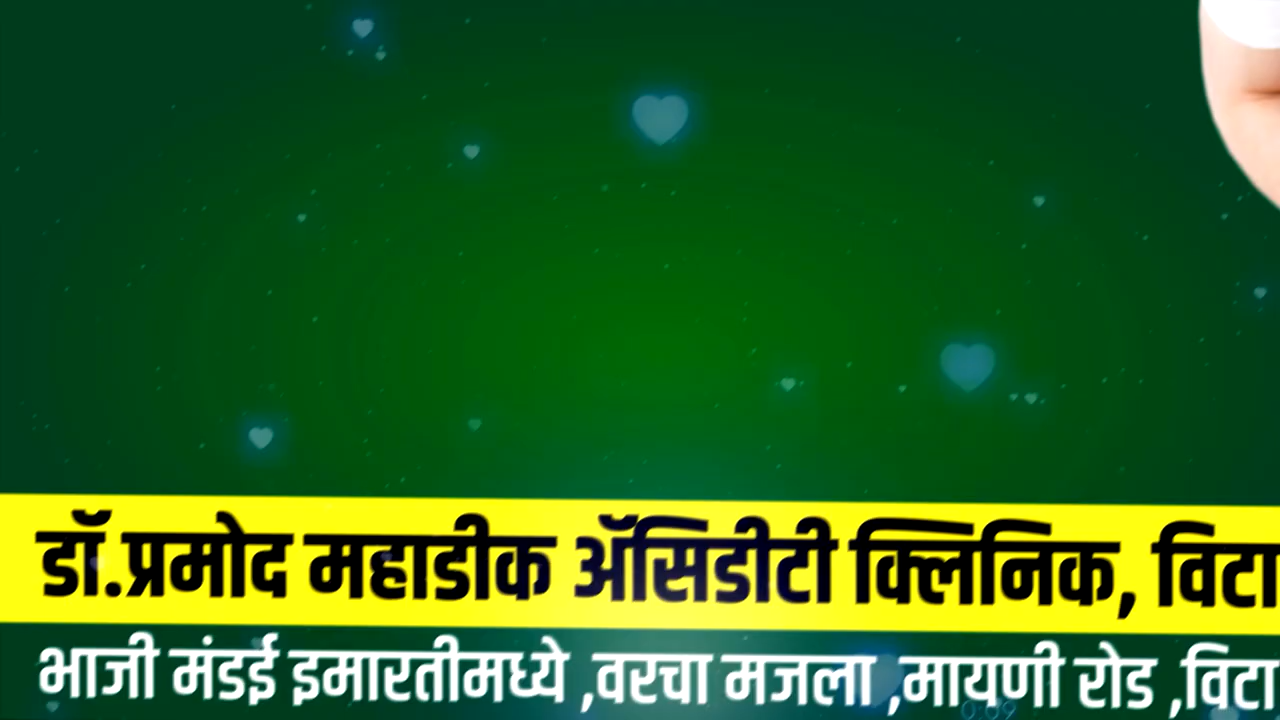 डॉ.प्रमोद महाडीक ॲसिडीटी क्लिनिक, विटा
भाजी मंडई इमारतीमध्ये ,वरचा मजला ,मायणी रोड ,विटा